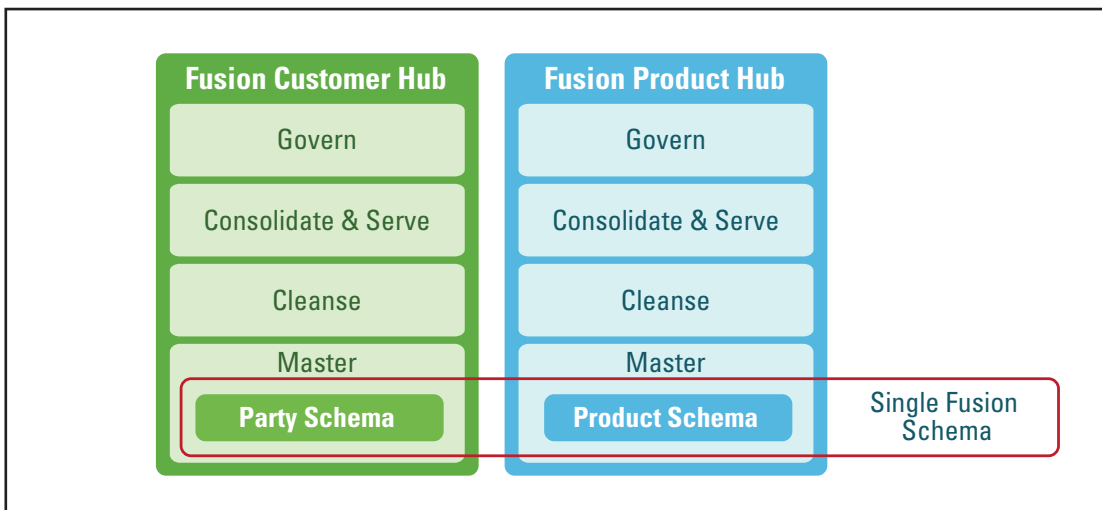 Fusion Customer Hub
Govern
Consolidate & Serve
Cleanse
Master
Party Schema
Fusion Product Hub
Govern
Consolidate & Serve
Cleanse
Master
Product Schema
Single Fusion
Schema